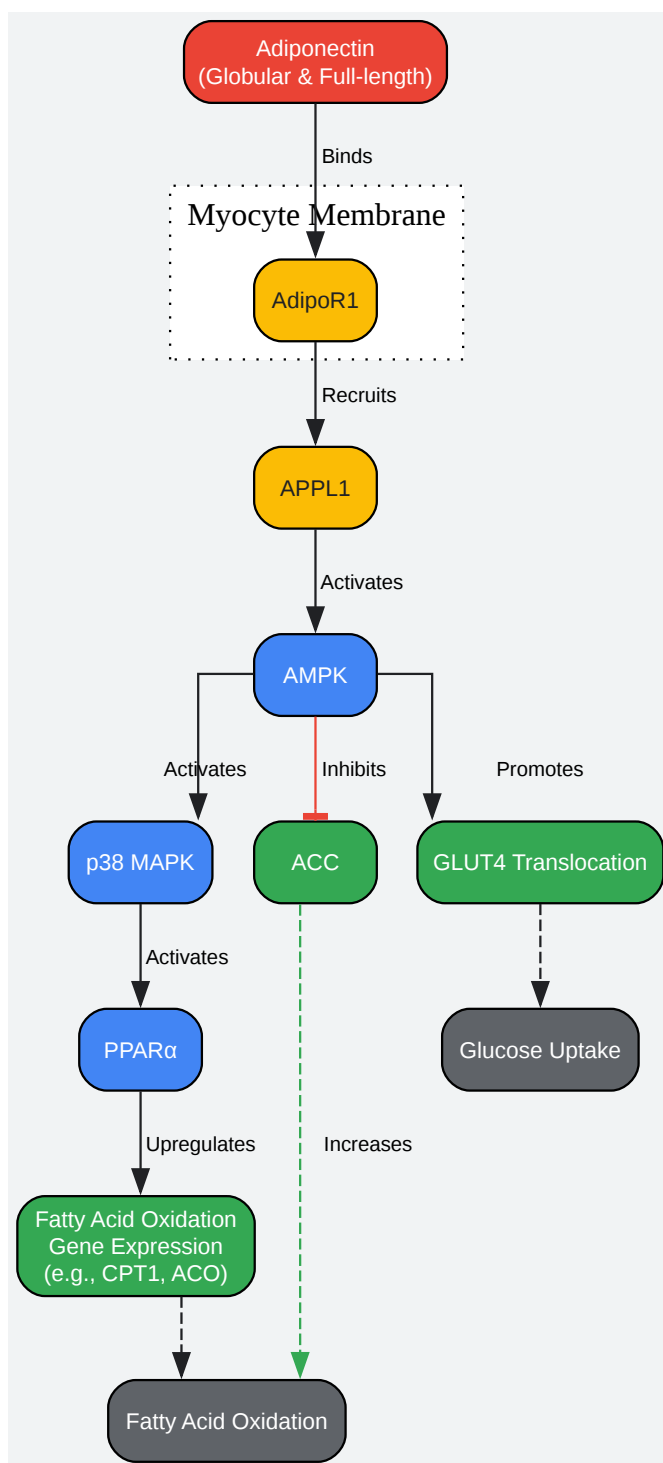 Adiponectin
(Globular & Full-length)
Binds
Myocyte Membrane
AdipoR1
Recruits
APPL1
Activates
AMPK
Activates
Inhibits
Promotes
p38 MAPK
ACC
GLUT4 Translocation
Activates
PPARα
Glucose Uptake
Upregulates
Increases
Fatty Acid Oxidation
Gene Expression
(e.g., CPT1, ACO)
Fatty Acid Oxidation